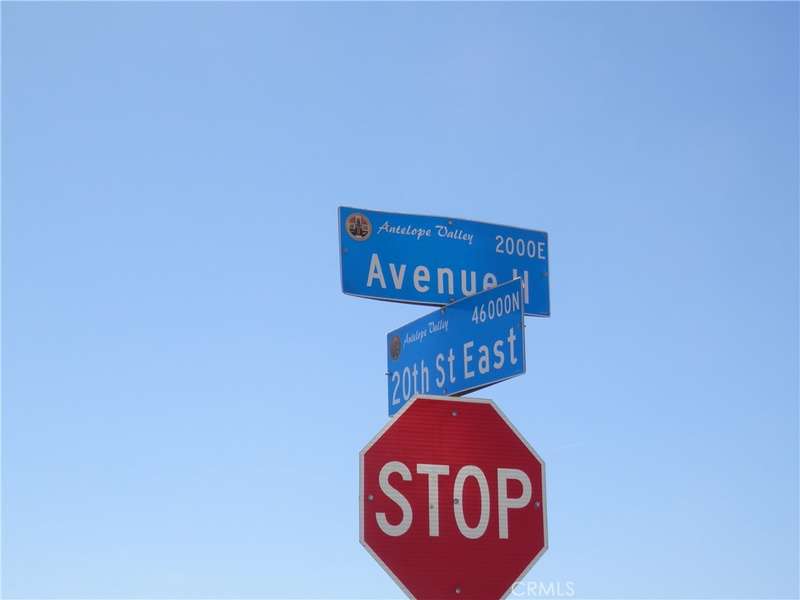 Antelope Valley 2000E
Avenue H
Antelope Valley 46000N
20th St East
STOP
CRMLS